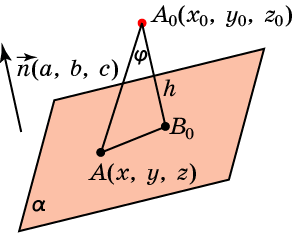 A₀(x₀, y₀, z₀)
n⃗(a, b, c)
φ
h
B₀
A(x, y, z)
α